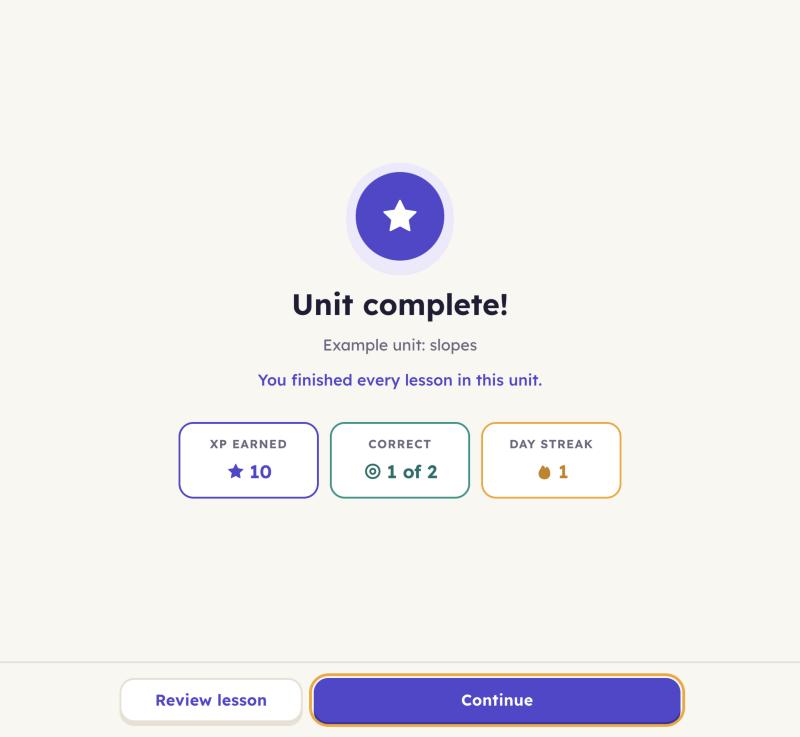 Unit complete!
Example unit: slopes
You finished every lesson in this unit.
XP EARNED
10
CORRECT
1 of 2
DAY STREAK
1
Review lesson
Continue